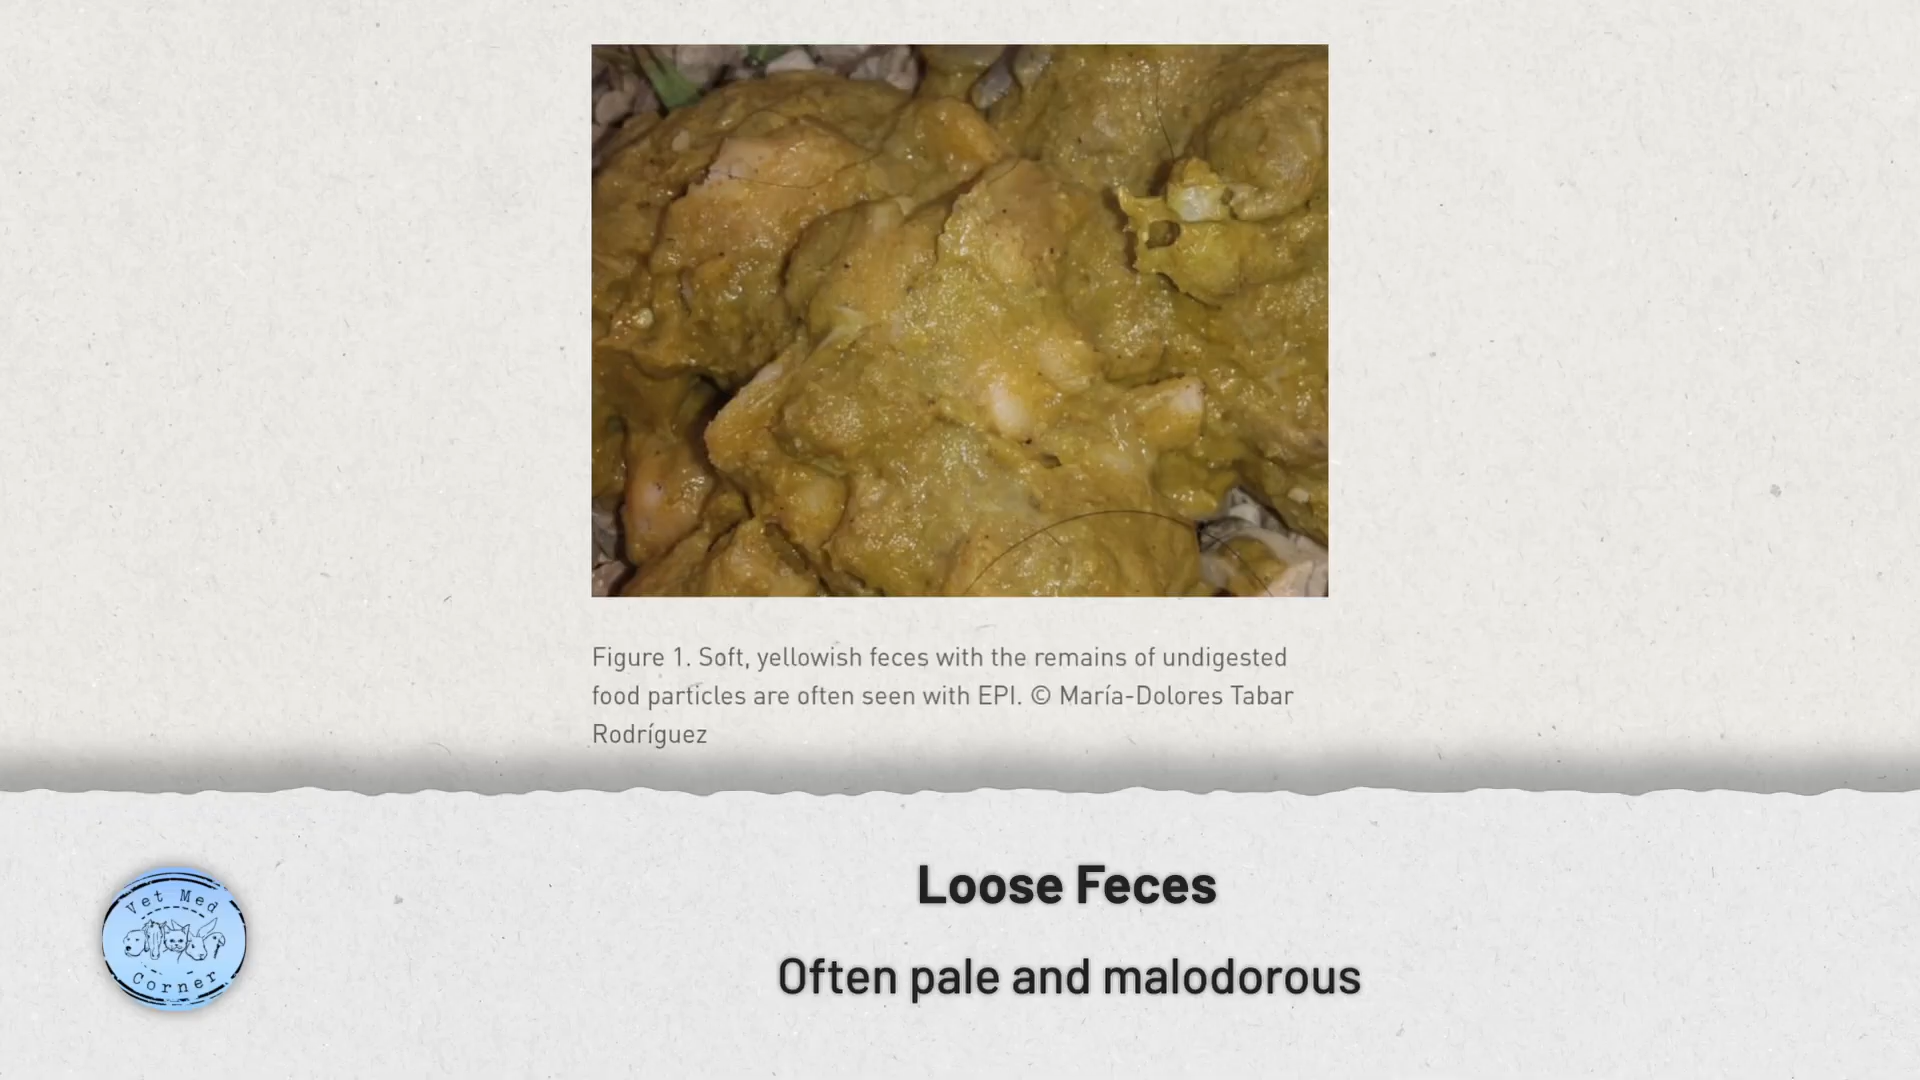 Figure 1. Soft, yellowish feces with the remains of undigested
food particles are often seen with EPI. © María-Dolores Tabar
Rodríguez
Loose Feces
Often pale and malodorous
Vet Med
Corner